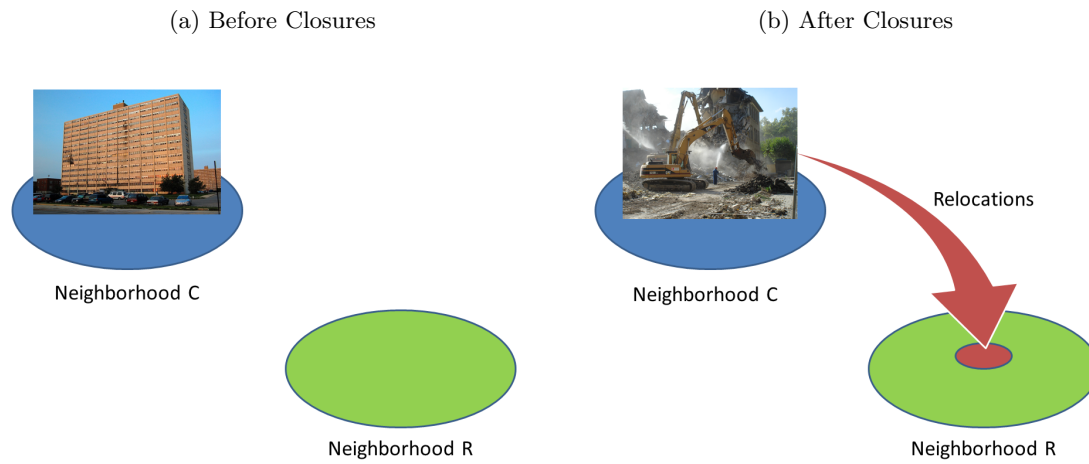 (a) Before Closures
(b) After Closures
Relocations
Neighborhood C
Neighborhood C
Neighborhood R
Neighborhood R